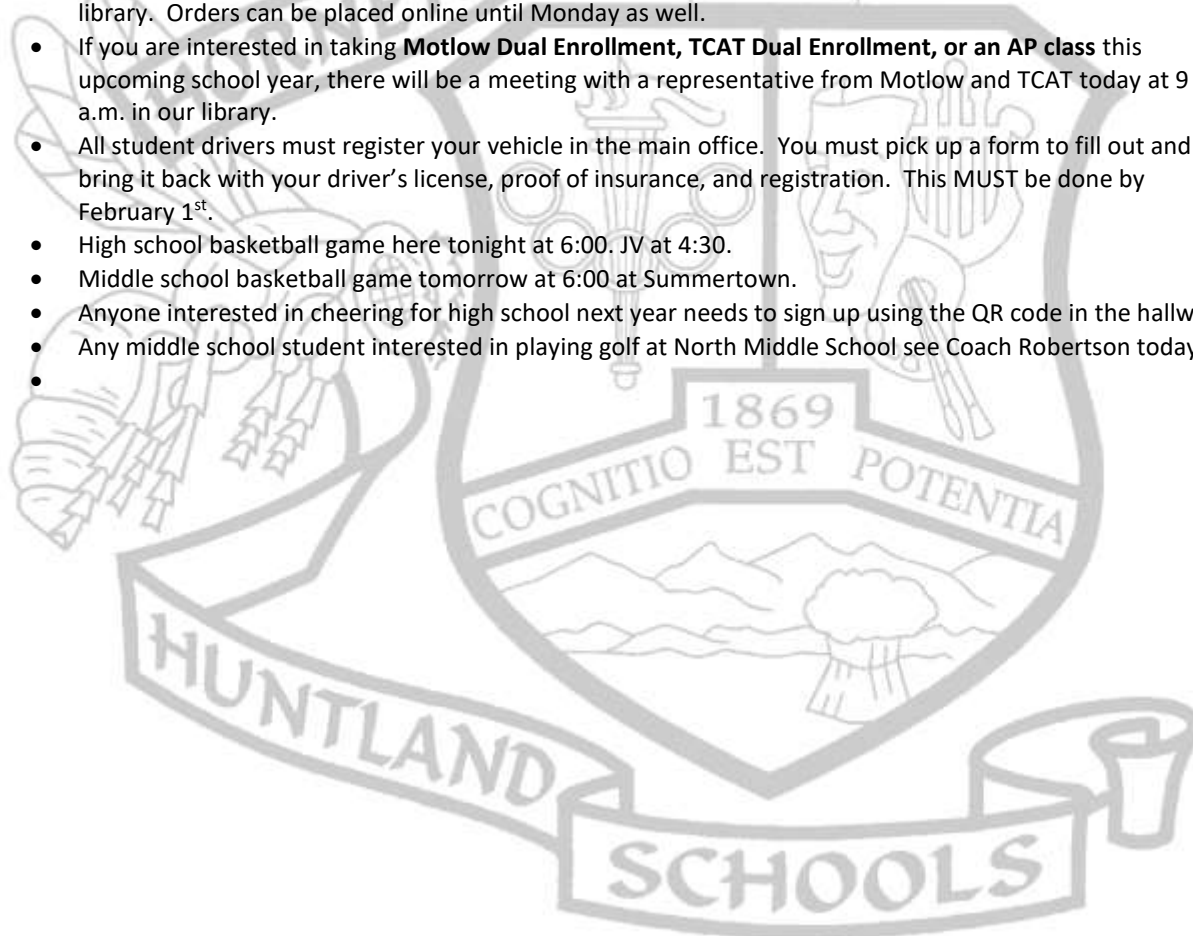 library. Orders can be placed online until Monday as well.
• If you are interested in taking Motlow Dual Enrollment, TCAT Dual Enrollment, or an AP class this
upcoming school year, there will be a meeting with a representative from Motlow and TCAT today at 9
a.m. in our library.
• All student drivers must register your vehicle in the main office. You must pick up a form to fill out and
bring it back with your driver's license, proof of insurance, and registration. This MUST be done by
February 1st.
• High school basketball game here tonight at 6:00. JV at 4:30.
• Middle school basketball game tomorrow at 6:00 at Summertown.
• Anyone interested in cheering for high school next year needs to sign up using the QR code in the hallw
• Any middle school student interested in playing golf at North Middle School see Coach Robertson today
•
1869
COGNITIO EST POTENTIA
HUNTLAND
SCHOOLS